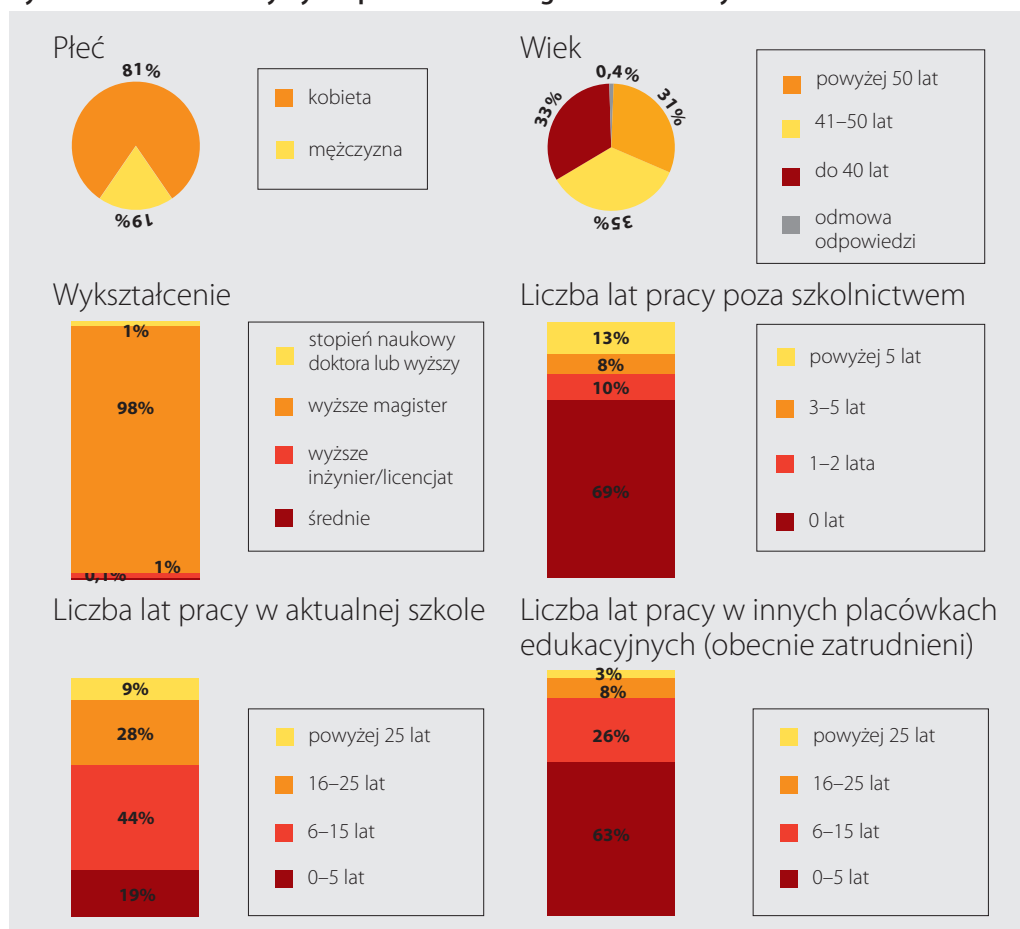 Płeć
81%
19%
kobieta
mężczyzna
Wiek
0,4%
31%
33%
35%
powyżej 50 lat
41–50 lat
do 40 lat
odmowa
odpowiedzi
Wykształcenie
1%
98%
1%
0,1%
stopień naukowy
doktora lub wyższy
wyższe magister
wyższe
inżynier/licencjat
średnie
Liczba lat pracy poza szkolnictwem
13%
8%
10%
69%
powyżej 5 lat
3–5 lat
1–2 lata
0 lat
Liczba lat pracy w aktualnej szkole
9%
28%
44%
19%
powyżej 25 lat
16–25 lat
6–15 lat
0–5 lat
Liczba lat pracy w innych placówkach
edukacyjnych (obecnie zatrudnieni)
3%
8%
26%
63%
powyżej 25 lat
16–25 lat
6–15 lat
0–5 lat